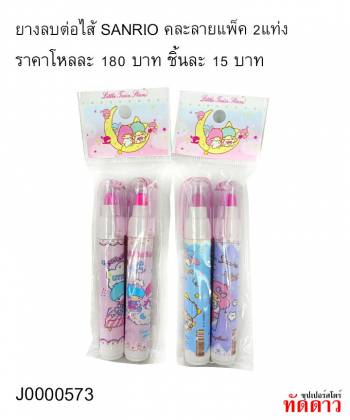 ยางลบต่อไส้ SANRIO คละลายแพ็ค 2แท่ง
ราคาโหลละ 180 บาท ชิ้นละ 15 บาท
Little Twin Stars
Little Twin Stars
J0000573
ซุปเปอร์สโตร์
ทัดดาว